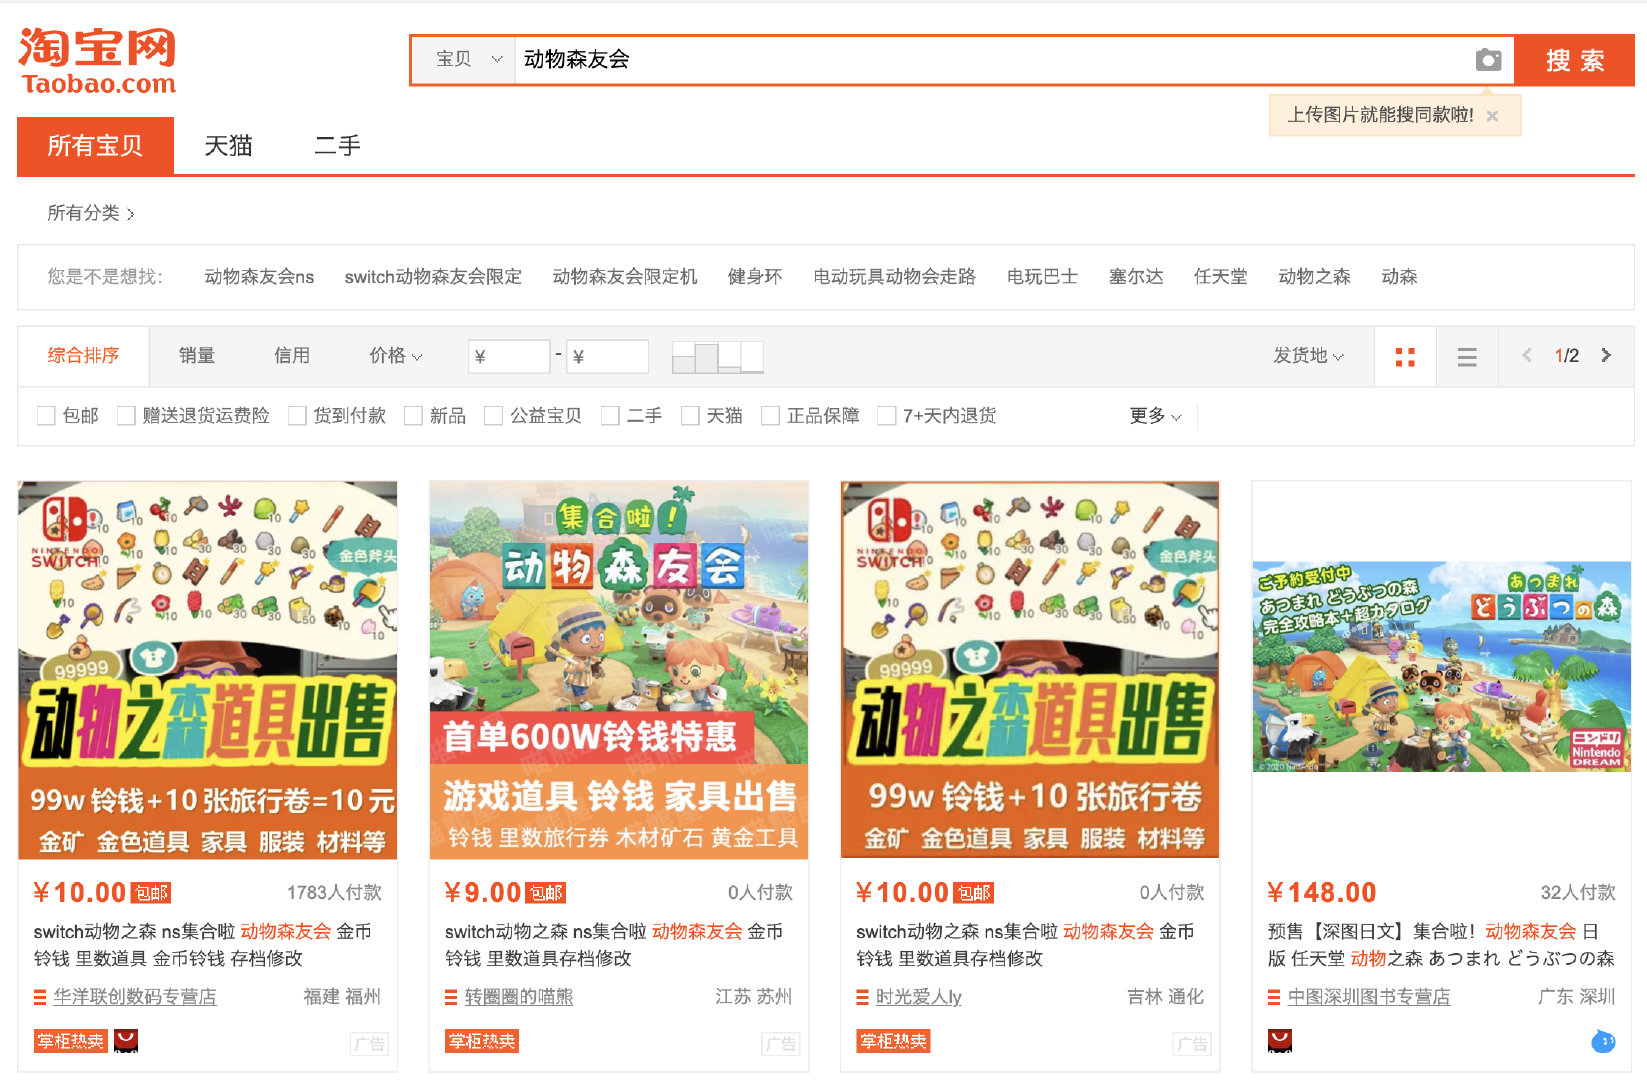 淘宝网
Taobao.com
宝贝
动物森友会
搜索
上传图片就能搜同款啦!
所有宝贝
天猫
二手
所有分类
您是不是想找:
动物森友会ns
switch动物森友会限定
动物森友会限定机
健身环
电动玩具动物会走路
电玩巴士
塞尔达
任天堂
动物之森
动森
综合排序
销量
信用
价格
¥
-
¥
发货地
1/2
包邮
赠送退货运费险
货到付款
新品
公益宝贝
二手
天猫
正品保障
7+天内退货
更多
NINTENDO
SWITCH
金色斧头
99999
动物之森道具出售
99w 铃钱+10 张旅行卷=10 元
金矿 金色道具 家具 服装 材料等
¥10.00 包邮
1783人付款
switch动物之森 ns集合啦 动物森友会 金币
铃钱 里数道具 金币铃钱 存档修改
华洋联创数码专营店
福建 福州
掌柜热卖
广告
集合啦!
动物森友会
首单600W铃钱特惠
游戏道具 铃钱 家具出售
铃钱 里数旅行券 木材矿石 黄金工具
¥9.00 包邮
0人付款
switch动物之森 ns集合啦 动物森友会 金币
铃钱 里数道具存档修改
转圈圈的喵熊
江苏 苏州
掌柜热卖
广告
NINTENDO
SWITCH
金色斧头
99999
动物之森道具出售
99w 铃钱+10 张旅行卷
金矿 金色道具 家具 服装 材料等
¥10.00 包邮
0人付款
switch动物之森 ns集合啦 动物森友会 金币
铃钱 里数道具存档修改
时光爱人ly
吉林 通化
掌柜热卖
广告
ご予約受付中
あつまれ どうぶつの森
完全攻略本+超カタログ
あつまれ
どうぶつの森
ニンドリ
Nintendo
DREAM
© 2020 Nintendo
¥148.00
32人付款
预售【深图日文】集合啦！动物森友会 日
版 任天堂 动物之森 あつまれ どうぶつの森
中图深圳图书专营店
广东 深圳